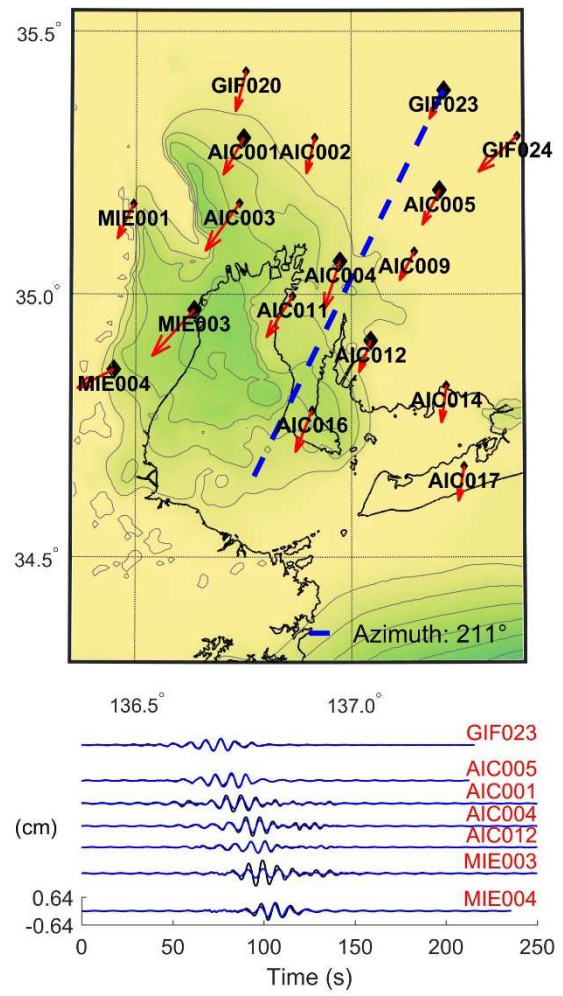 35.5°
GIF020
GIF023
AIC001
AIC002
GIF024
MIE001
AIC003
AIC005
AIC004
AIC009
35.0°
MIE003
AIC011
AIC012
MIE004
AIC014
AIC016
AIC017
34.5°
Azimuth: 211°
136.5°
137.0°
GIF023
AIC005
AIC001
AIC004
(cm)
AIC012
MIE003
0.64
MIE004
-0.64
0
50
100
150
200
250
Time (s)